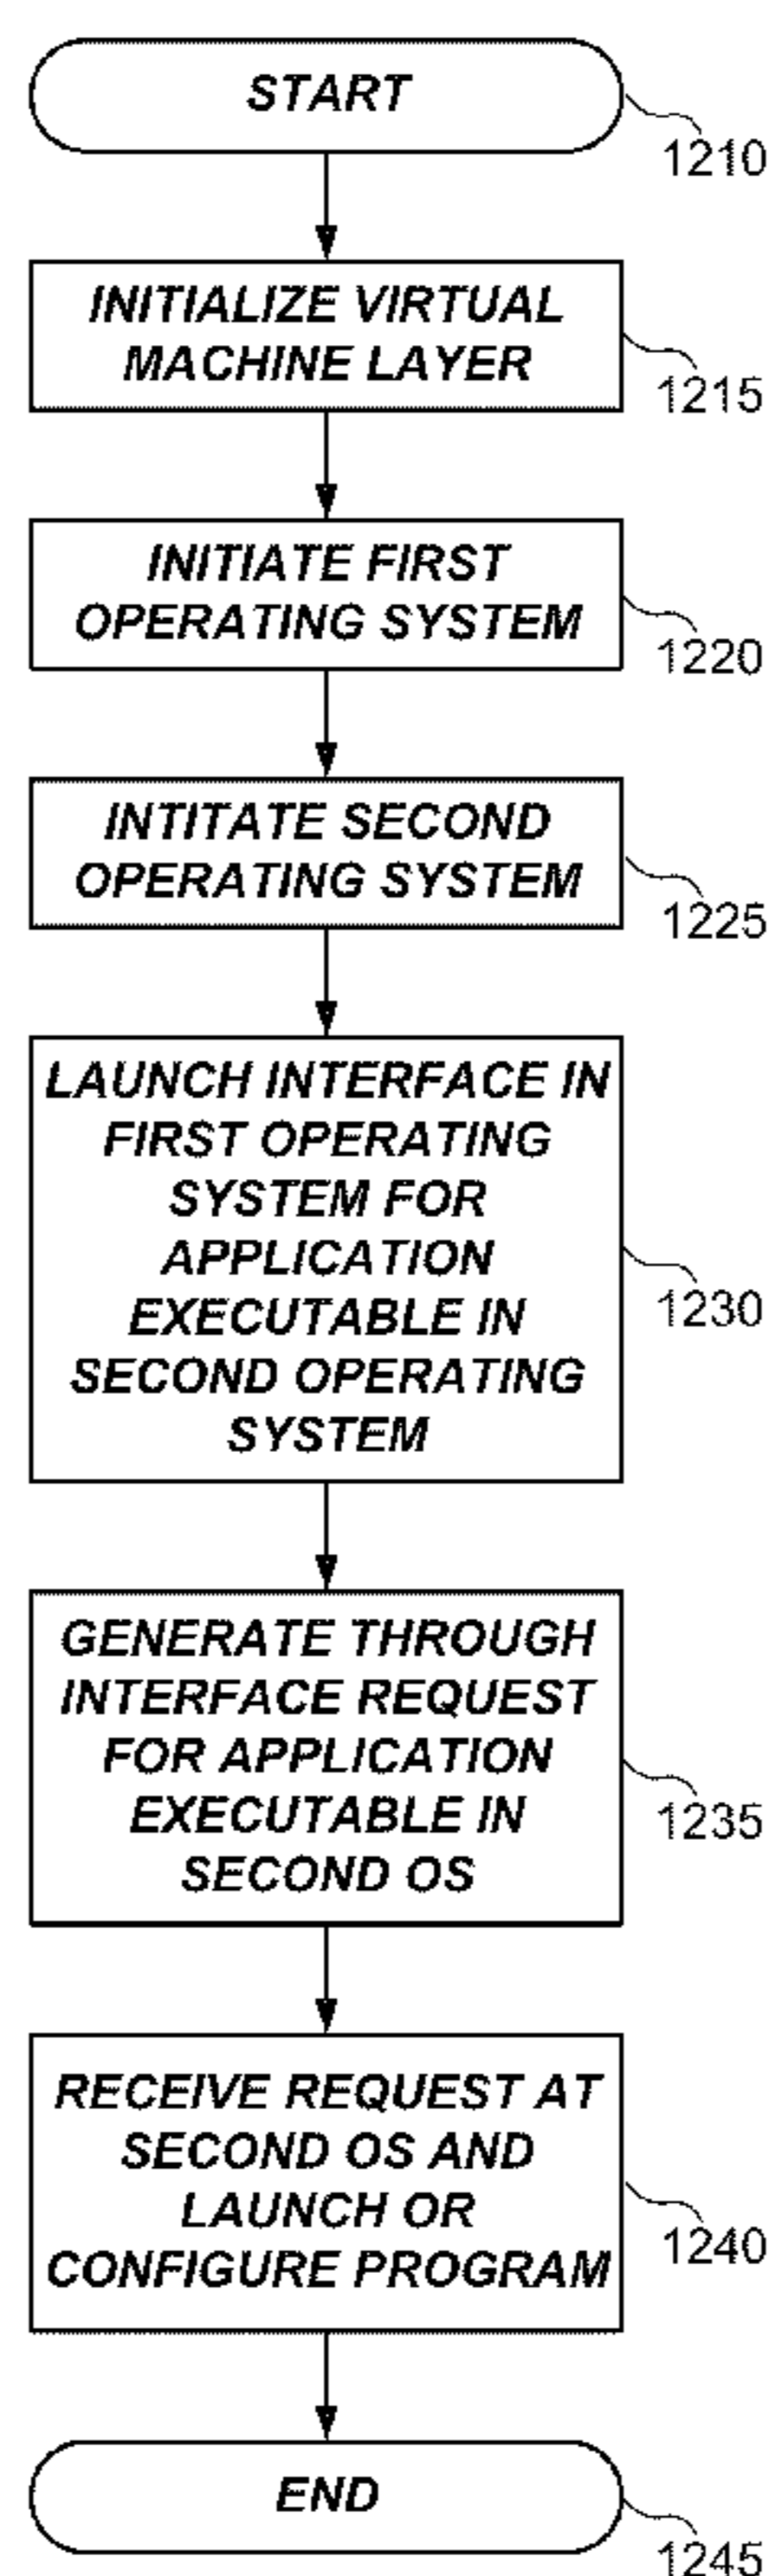 START
1210
INITIALIZE VIRTUAL
MACHINE LAYER
1215
INITIATE FIRST
OPERATING SYSTEM
1220
INTITATE SECOND
OPERATING SYSTEM
1225
LAUNCH INTERFACE IN
FIRST OPERATING
SYSTEM FOR
APPLICATION
EXECUTABLE IN
SECOND OPERATING
SYSTEM
1230
GENERATE THROUGH
INTERFACE REQUEST
FOR APPLICATION
EXECUTABLE IN
SECOND OS
1235
RECEIVE REQUEST AT
SECOND OS AND
LAUNCH OR
CONFIGURE PROGRAM
1240
END
1245